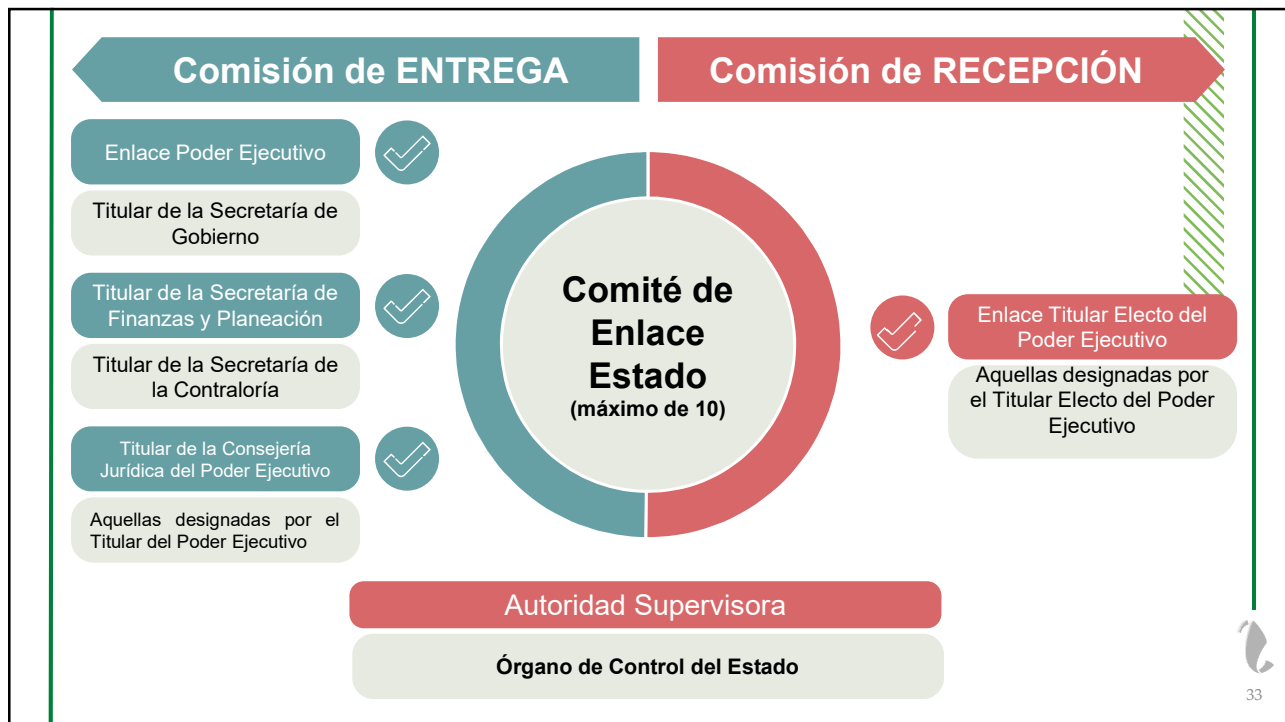 Comisión de ENTREGA
Comisión de RECEPCIÓN
Enlace Poder Ejecutivo
Titular de la Secretaría de
Gobierno
Titular de la Secretaría de
Finanzas y Planeación
Titular de la Secretaría de
la Contraloría
Titular de la Consejería
Jurídica del Poder Ejecutivo
Aquellas designadas por el
Titular del Poder Ejecutivo
Comité de
Enlace
Estado
(máximo de 10)
Enlace Titular Electo del
Poder Ejecutivo
Aquellas designadas por
el Titular Electo del Poder
Ejecutivo
Autoridad Supervisora
Órgano de Control del Estado
33